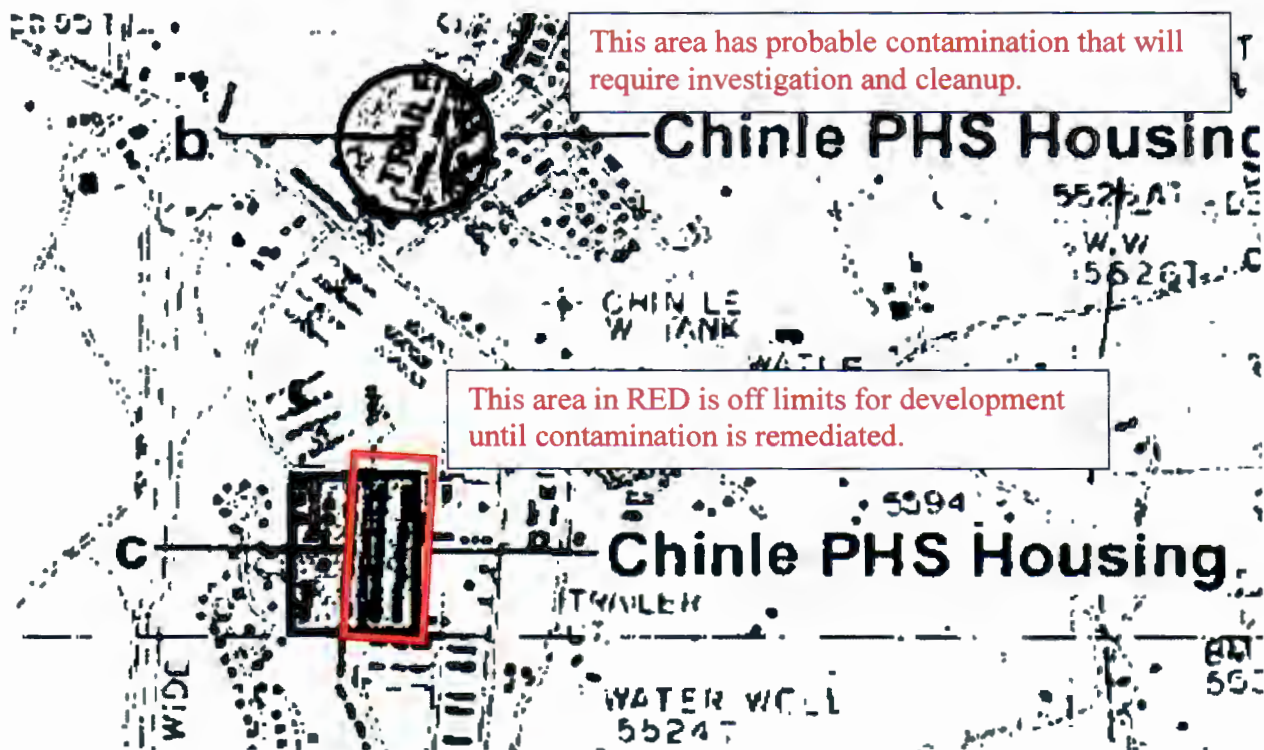 This area has probable contamination that will
require investigation and cleanup.
b
Chinle PHS Housing
W.W
CHINLE
W TANK
This area in RED is off limits for development
until contamination is remediated.
5594
c
Chinle PHS Housing
TRAILER
WATER WELL